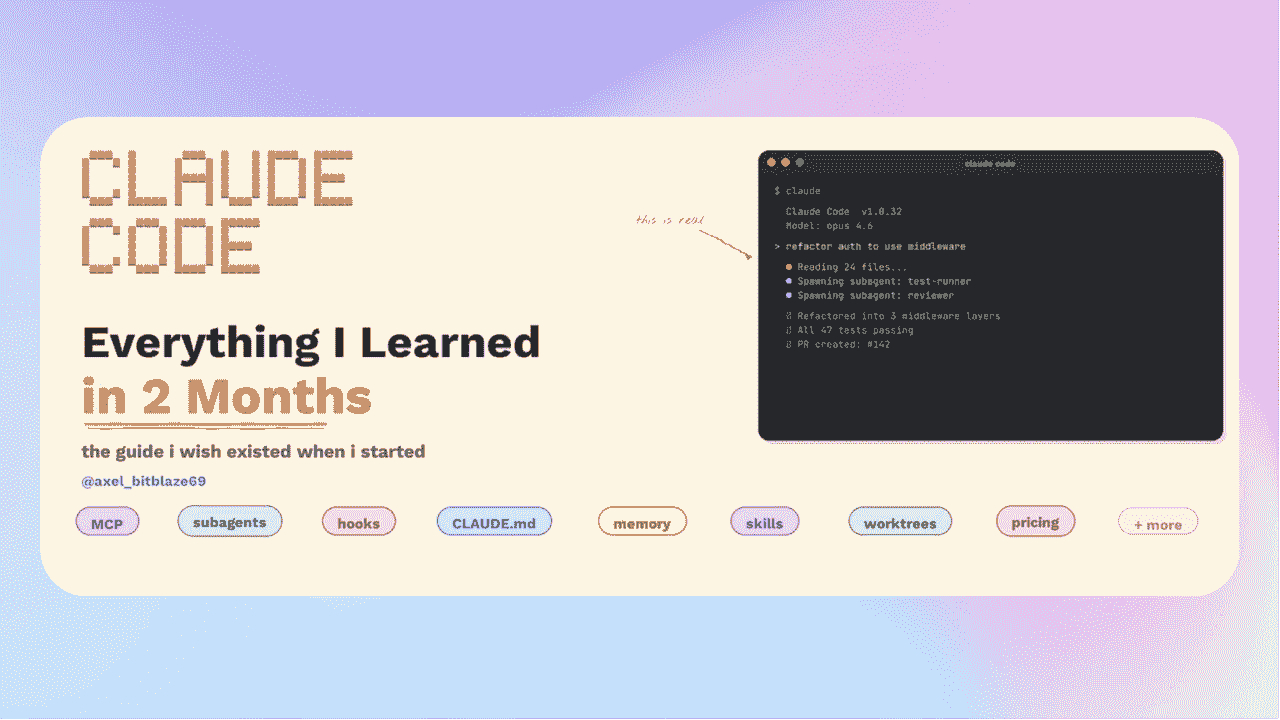 CLAUDE
CODE
Everything I Learned
in 2 Months
the guide i wish existed when i started
@axel_bitblaze69
this is real
claude code
$ claude
Claude Code v1.0.32
Model: opus 4.6
> refactor auth to use middleware
Reading 24 files...
Spawning subagent: test-runner
Spawning subagent: reviewer
Refactored into 3 middleware layers
All 47 tests passing
PR created: #142
MCP
subagents
hooks
CLAUDE.md
memory
skills
worktrees
pricing
+ more